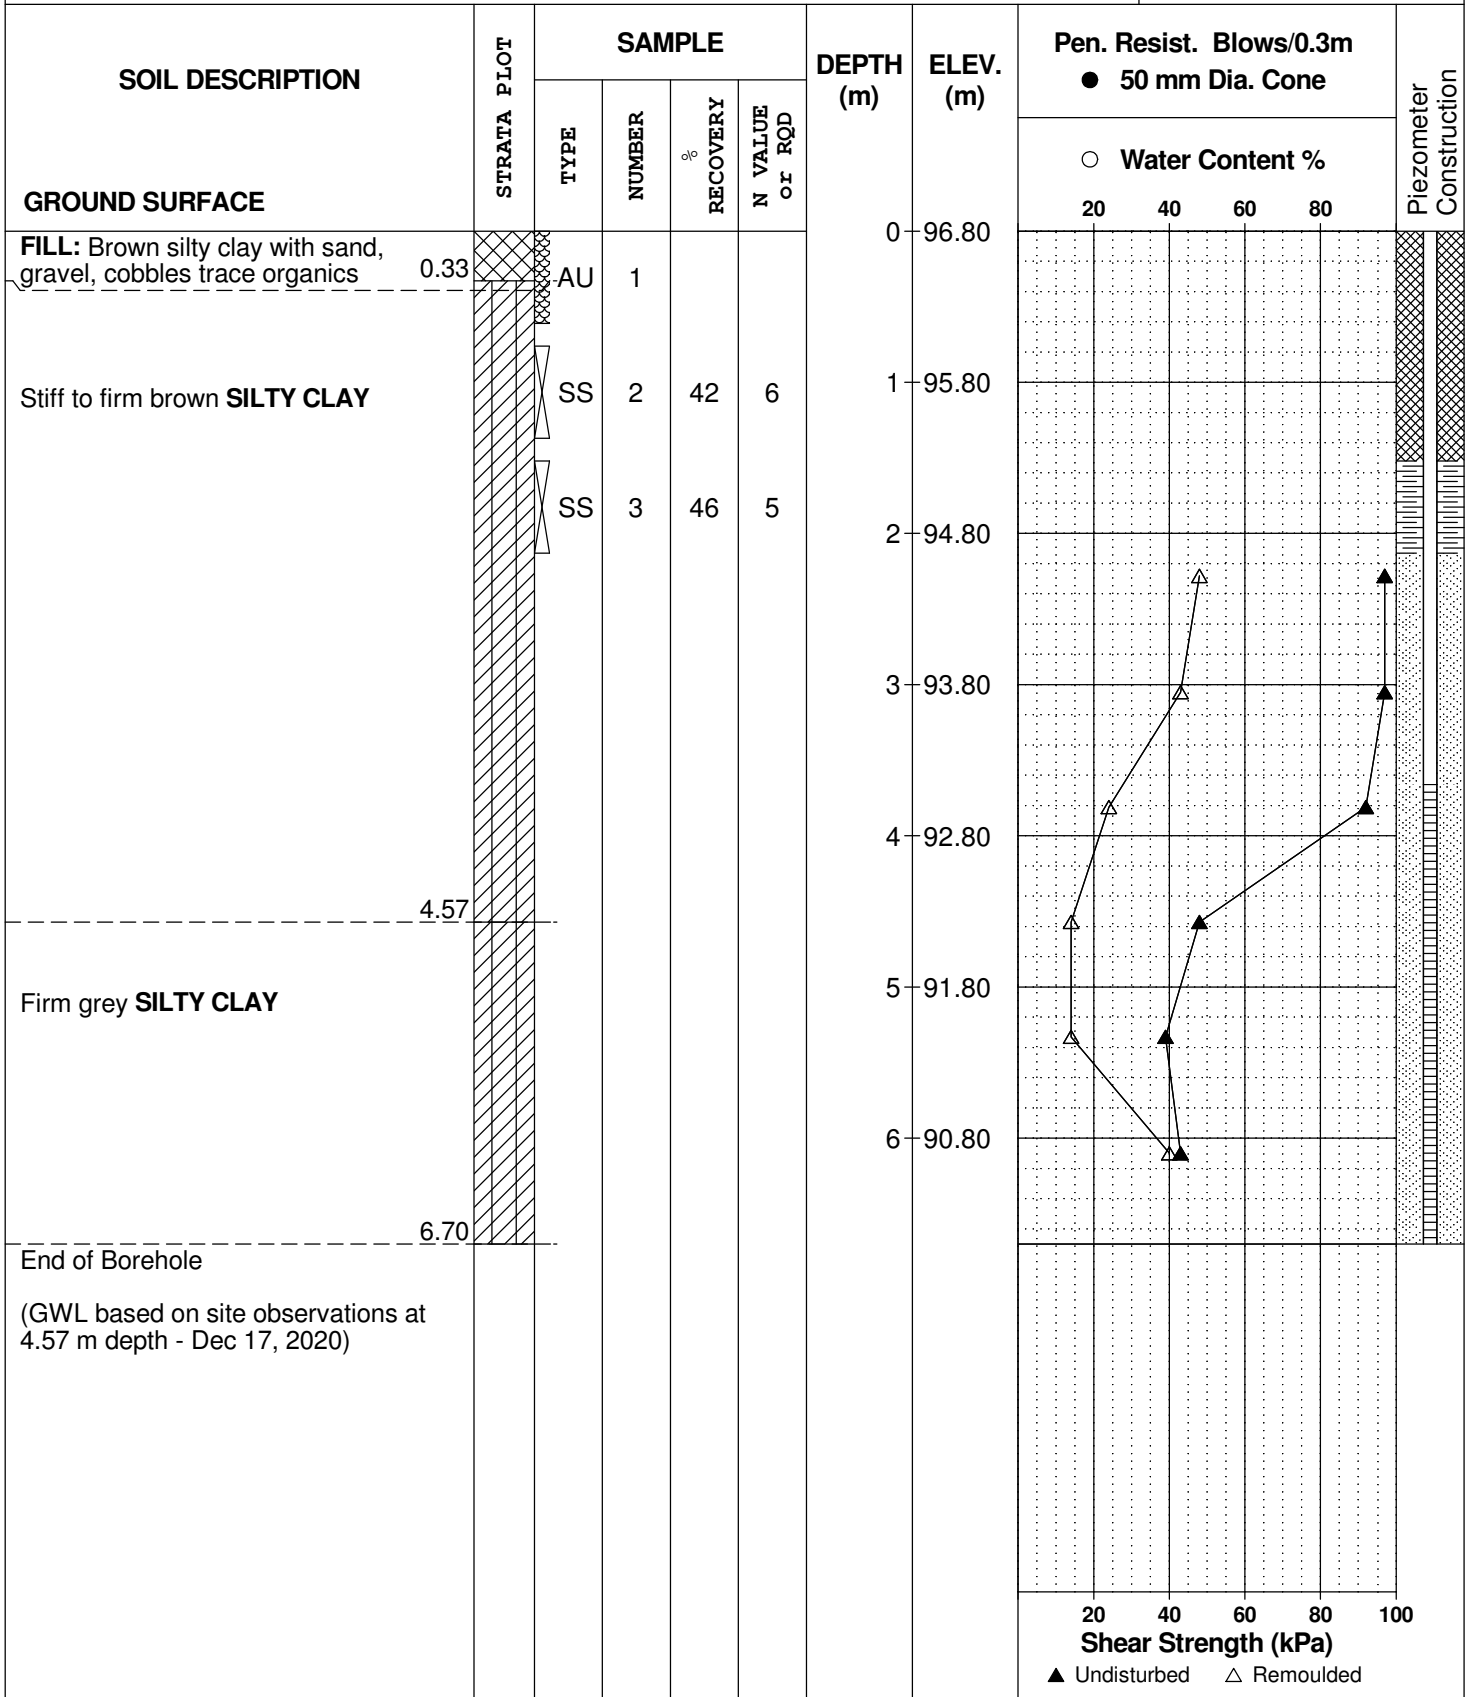 SOIL DESCRIPTION
GROUND SURFACE
STRATA PLOT
SAMPLE
TYPE
NUMBER
% RECOVERY
N VALUE
or RQD
DEPTH
(m)
ELEV.
(m)
Pen. Resist. Blows/0.3m
● 50 mm Dia. Cone
○ Water Content %
20 40 60 80
Piezometer
Construction
0 96.80
FILL: Brown silty clay with sand,
gravel, cobbles trace organics 0.33
AU 1
Stiff to firm brown SILTY CLAY
SS 2 42 6
1 95.80
SS 3 46 5
2 94.80
3 93.80
4 92.80
4.57
5 91.80
Firm grey SILTY CLAY
6 90.80
6.70
End of Borehole
(GWL based on site observations at
4.57 m depth - Dec 17, 2020)
20 40 60 80 100
Shear Strength (kPa)
▲ Undisturbed △ Remoulded